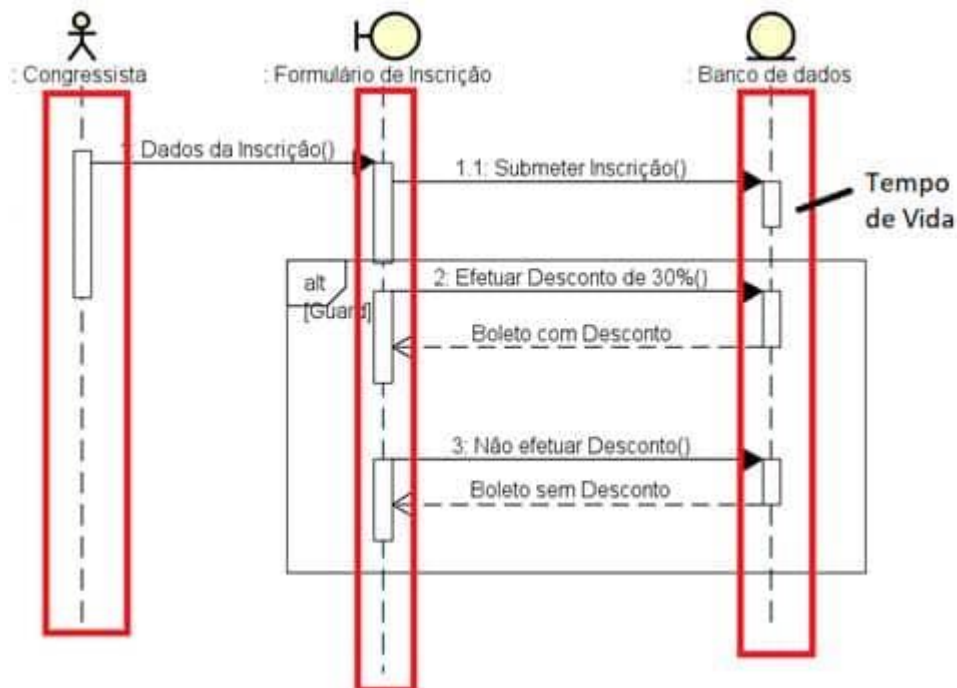 : Congressista
: Formulário de Inscrição
: Banco de dados
1: Dados da Inscrição()
1.1: Submeter Inscrição()
Tempo
de Vida
alt
[Guard]
2: Efetuar Desconto de 30%()
Boleto com Desconto
3: Não efetuar Desconto()
Boleto sem Desconto